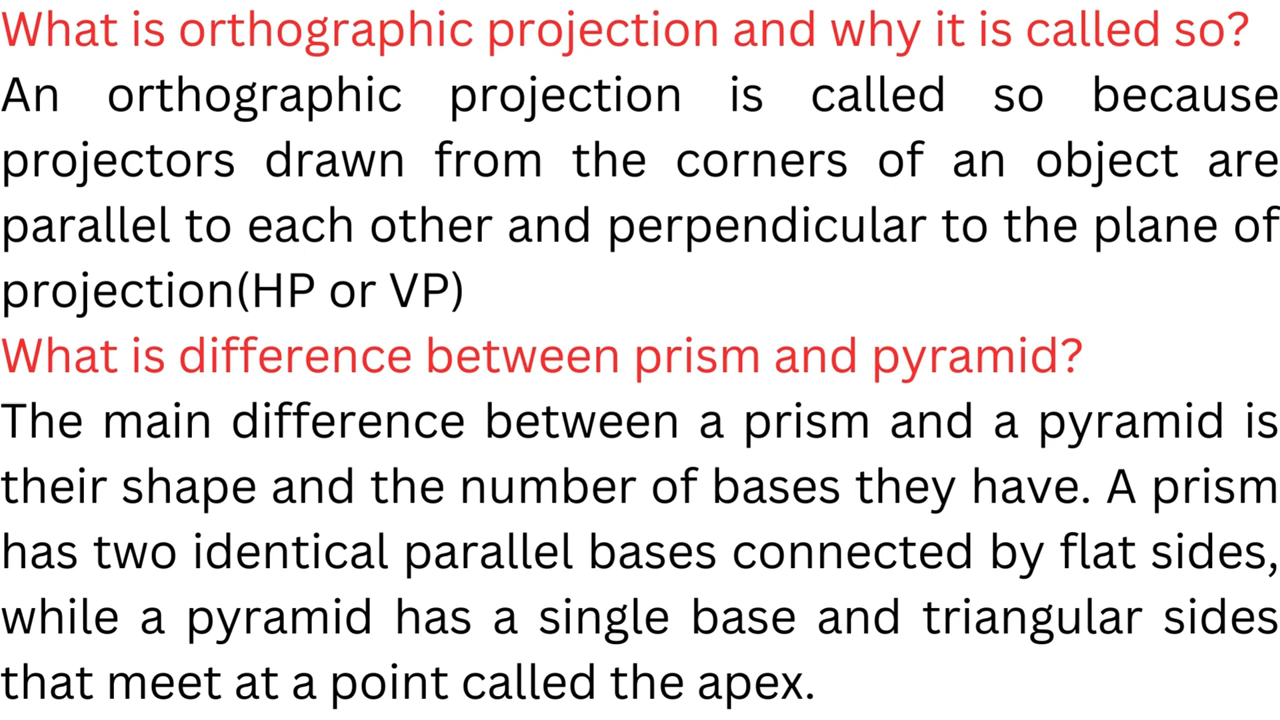 What is orthographic projection and why it is called so?
An orthographic projection is called so because
projectors drawn from the corners of an object are
parallel to each other and perpendicular to the plane of
projection(HP or VP)
What is difference between prism and pyramid?
The main difference between a prism and a pyramid is
their shape and the number of bases they have. A prism
has two identical parallel bases connected by flat sides,
while a pyramid has a single base and triangular sides
that meet at a point called the apex.